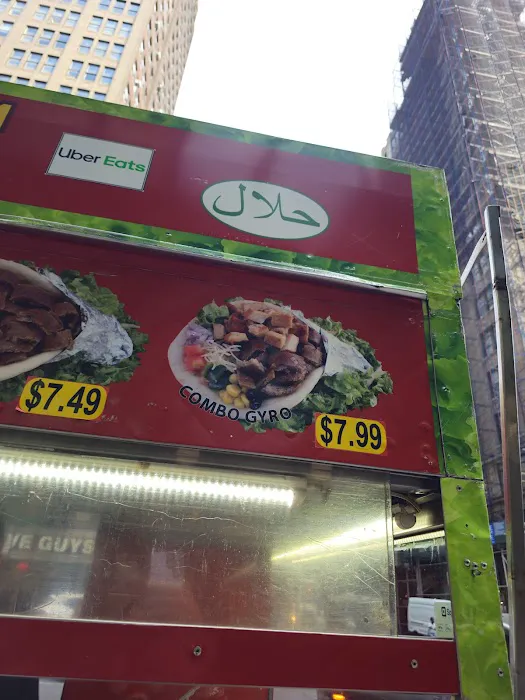 Uber Eats
حلال
$7.49
COMBO GYRO
$7.99
VE GUYS